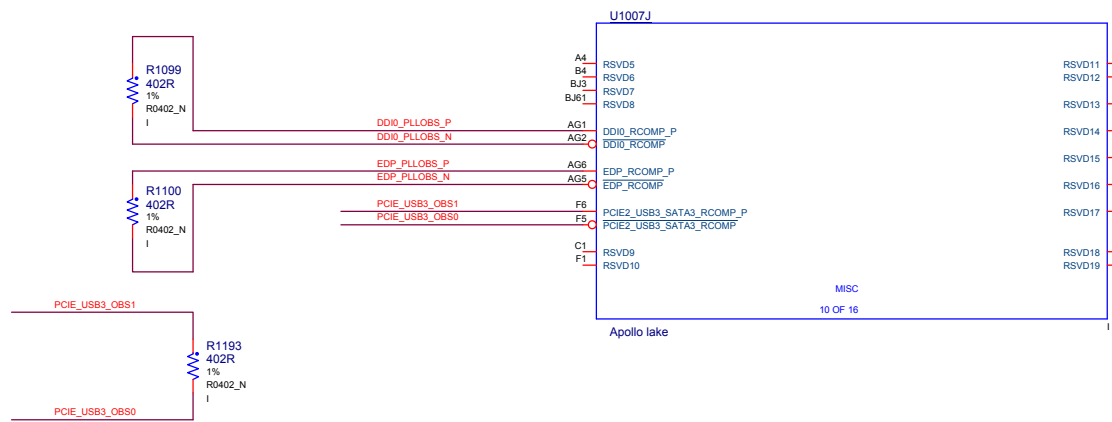 U1007J
A4 RSVD5 RSVD11
B4 RSVD6 RSVD12
BJ3 RSVD7
BJ61 RSVD8 RSVD13
R1099
402R
1%
R0402_N
I
DDI0_PLLOBS_P AG1 DDI0_RCOMP_P RSVD14
DDI0_PLLOBS_N AG2 DDI0_RCOMP
RSVD15
EDP_PLLOBS_P AG6 EDP_RCOMP_P
EDP_PLLOBS_N AG5 EDP_RCOMP RSVD16
R1100
402R
1%
R0402_N
I
PCIE_USB3_OBS1 F6 PCIE2_USB3_SATA3_RCOMP_P RSVD17
PCIE_USB3_OBS0 F5 PCIE2_USB3_SATA3_RCOMP
C1 RSVD9 RSVD18
F1 RSVD10 RSVD19
MISC
10 OF 16
Apollo lake
I
PCIE_USB3_OBS1
R1193
402R
1%
R0402_N
I
PCIE_USB3_OBS0